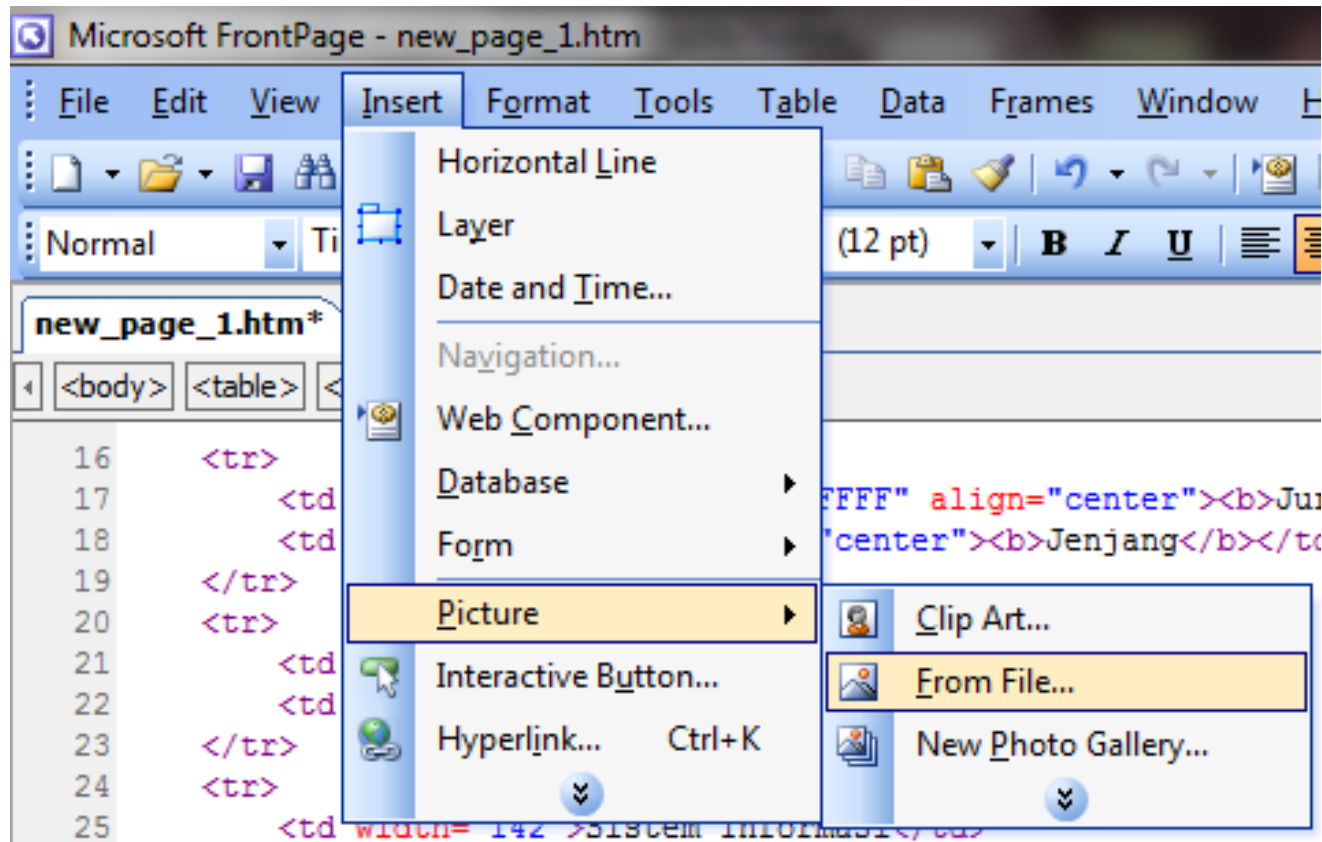 Microsoft FrontPage - new_page_1.htm
File Edit View Insert Format Tools Table Data Frames Window
Normal (12 pt) B I U
new_page_1.htm*
<body> <table> <
Horizontal Line
Layer
Date and Time...
Navigation...
Web Component...
Database
Form
Picture
Interactive Button...
Hyperlink... Ctrl+K
Clip Art...
From File...
New Photo Gallery...
16 <tr>
17 <td FFFF" align="center"><b>Jur
18 <td "center"><b>Jenjang</b></td
19 </tr>
20 <tr>
21 <td
22 <td
23 </tr>
24 <tr>
25 <td width="142">Sistem Informasi</td>